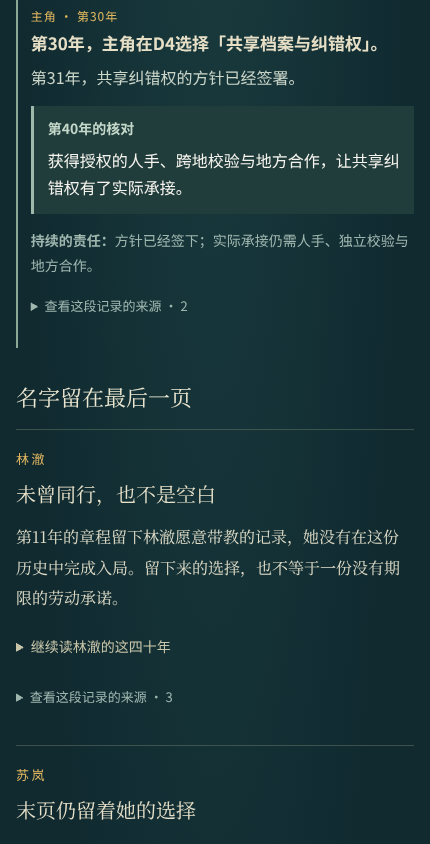 主角 · 第30年
第30年，主角在D4选择「共享档案与纠错权」。
第31年，共享纠错权的方针已经签署。
第40年的核对
获得授权的人手、跨地校验与地方合作，让共享纠
错权有了实际承接。
持续的责任：方针已经签下；实际承接仍需人手、独立校验与
地方合作。
▶ 查看这段记录的来源 · 2
名字留在最后一页
林澈
未曾同行，也不是空白
第11年的章程留下林澈愿意带教的记录，她没有在这份
历史中完成入局。留下来的选择，也不等于一份没有期
限的劳动承诺。
▶ 继续读林澈的这四十年
▶ 查看这段记录的来源 · 3
苏岚
末页仍留着她的选择